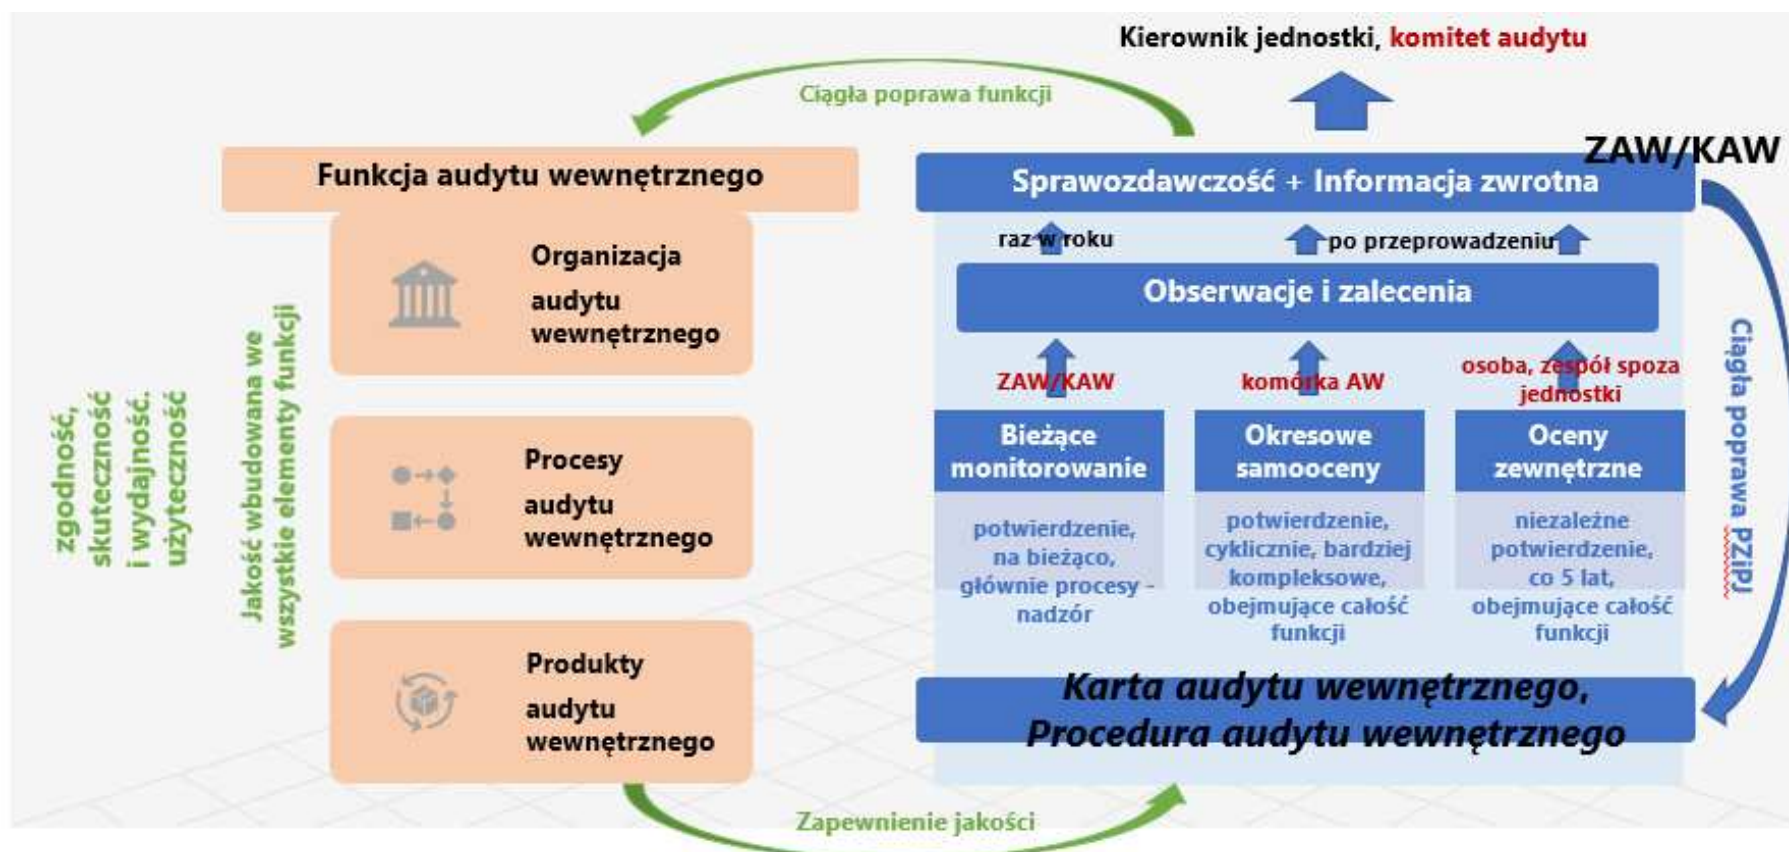 Kierownik jednostki, komitet audytu
Ciągła poprawa funkcji
ZAW/KAW
Funkcja audytu wewnętrznego
Organizacja
audytu
wewnętrznego
Procesy
audytu
wewnętrznego
Produkty
audytu
wewnętrznego
zgodność,
skuteczność
i wydajność.
użyteczność
Jakość wbudowana we
wszystkie elementy funkcji
Sprawozdawczość + Informacja zwrotna
raz w roku
po przeprowadzeniu
Obserwacje i zalecenia
ZAW/KAW
komórka AW
osoba, zespół spoza
jednostki
Bieżące
monitorowanie
potwierdzenie,
na bieżąco,
głównie procesy -
nadzór
Okresowe
samooceny
potwierdzenie,
cyklicznie, bardziej
kompleksowe,
obejmujące całość
funkcji
Oceny
zewnętrzne
niezależne
potwierdzenie,
co 5 lat,
obejmujące całość
funkcji
Ciągła poprawa PZiPJ
Karta audytu wewnętrznego,
Procedura audytu wewnętrznego
Zapewnienie jakości